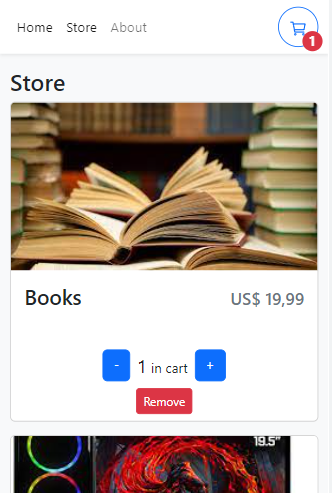 Home Store About
1
Store
Books US$ 19,99
- 1 in cart +
Remove
19.5"